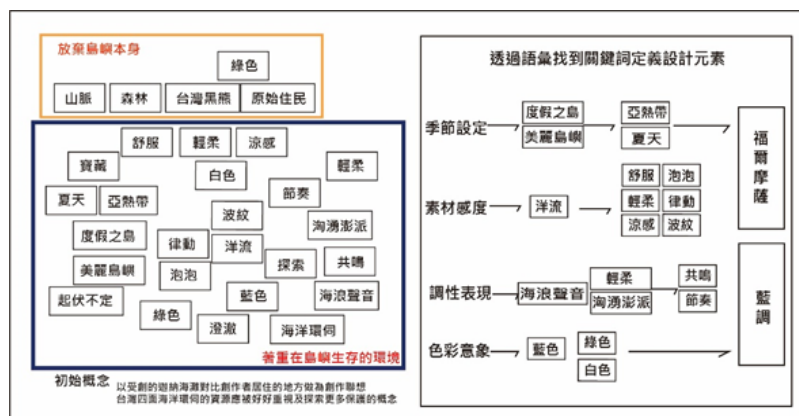 放棄島嶼本身
綠色
山脈
森林
台灣黑熊
原始住民
舒服
輕柔
涼感
寶藏
白色
輕柔
節奏
夏天
亞熱帶
波紋
洶湧澎派
度假之島
律動
洋流
探索
共鳴
美麗島嶼
泡泡
起伏不定
藍色
海浪聲音
綠色
澄澈
海洋環伺
著重在島嶼生存的環境
初始概念
以受創的迦納海灘對比創作者居住的地方做為創作聯想
台灣四面海洋環伺的資源應被好好重視及探索更多保護的概念
透過語彙找到關鍵詞定義設計元素
季節設定
度假之島
美麗島嶼
亞熱帶
夏天
福爾摩薩
素材感度
洋流
舒服
泡泡
輕柔
律動
涼感
波紋
調性表現
海浪聲音
輕柔
洶湧澎派
共鳴
節奏
藍調
色彩意象
藍色
綠色
白色